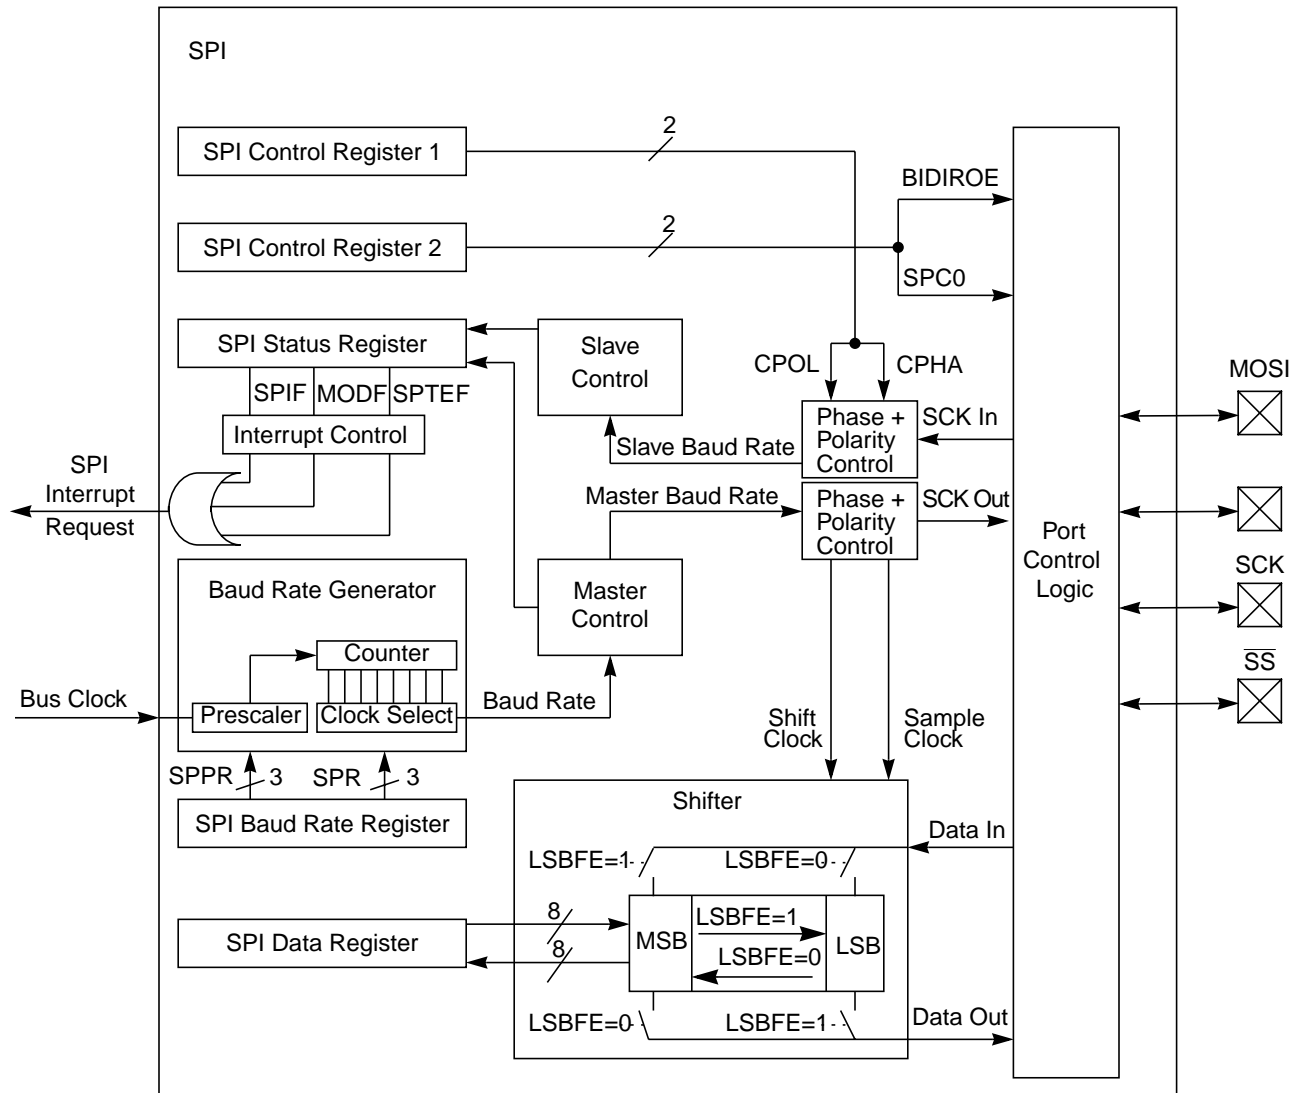 SPI
SPI Control Register 1
2
BIDIROE
SPI Control Register 2
2
SPC0
SPI Status Register
Slave
Control
CPOL
CPHA
MOSI
SPIF
MODF
SPTEF
Interrupt Control
Slave Baud Rate
Phase +
Polarity
Control
SCK In
SPI
Interrupt
Request
Master Baud Rate
Phase +
Polarity
Control
SCK Out
Port
Control
Logic
SCK
SS
Baud Rate Generator
Master
Control
Counter
Bus Clock
Prescaler
Clock Select
Baud Rate
Shift
Clock
Sample
Clock
SPPR
3
SPR
3
SPI Baud Rate Register
Shifter
Data In
LSBFE=1
LSBFE=0
SPI Data Register
8
8
MSB
LSBFE=1
LSBFE=0
LSB
LSBFE=0
LSBFE=1
Data Out